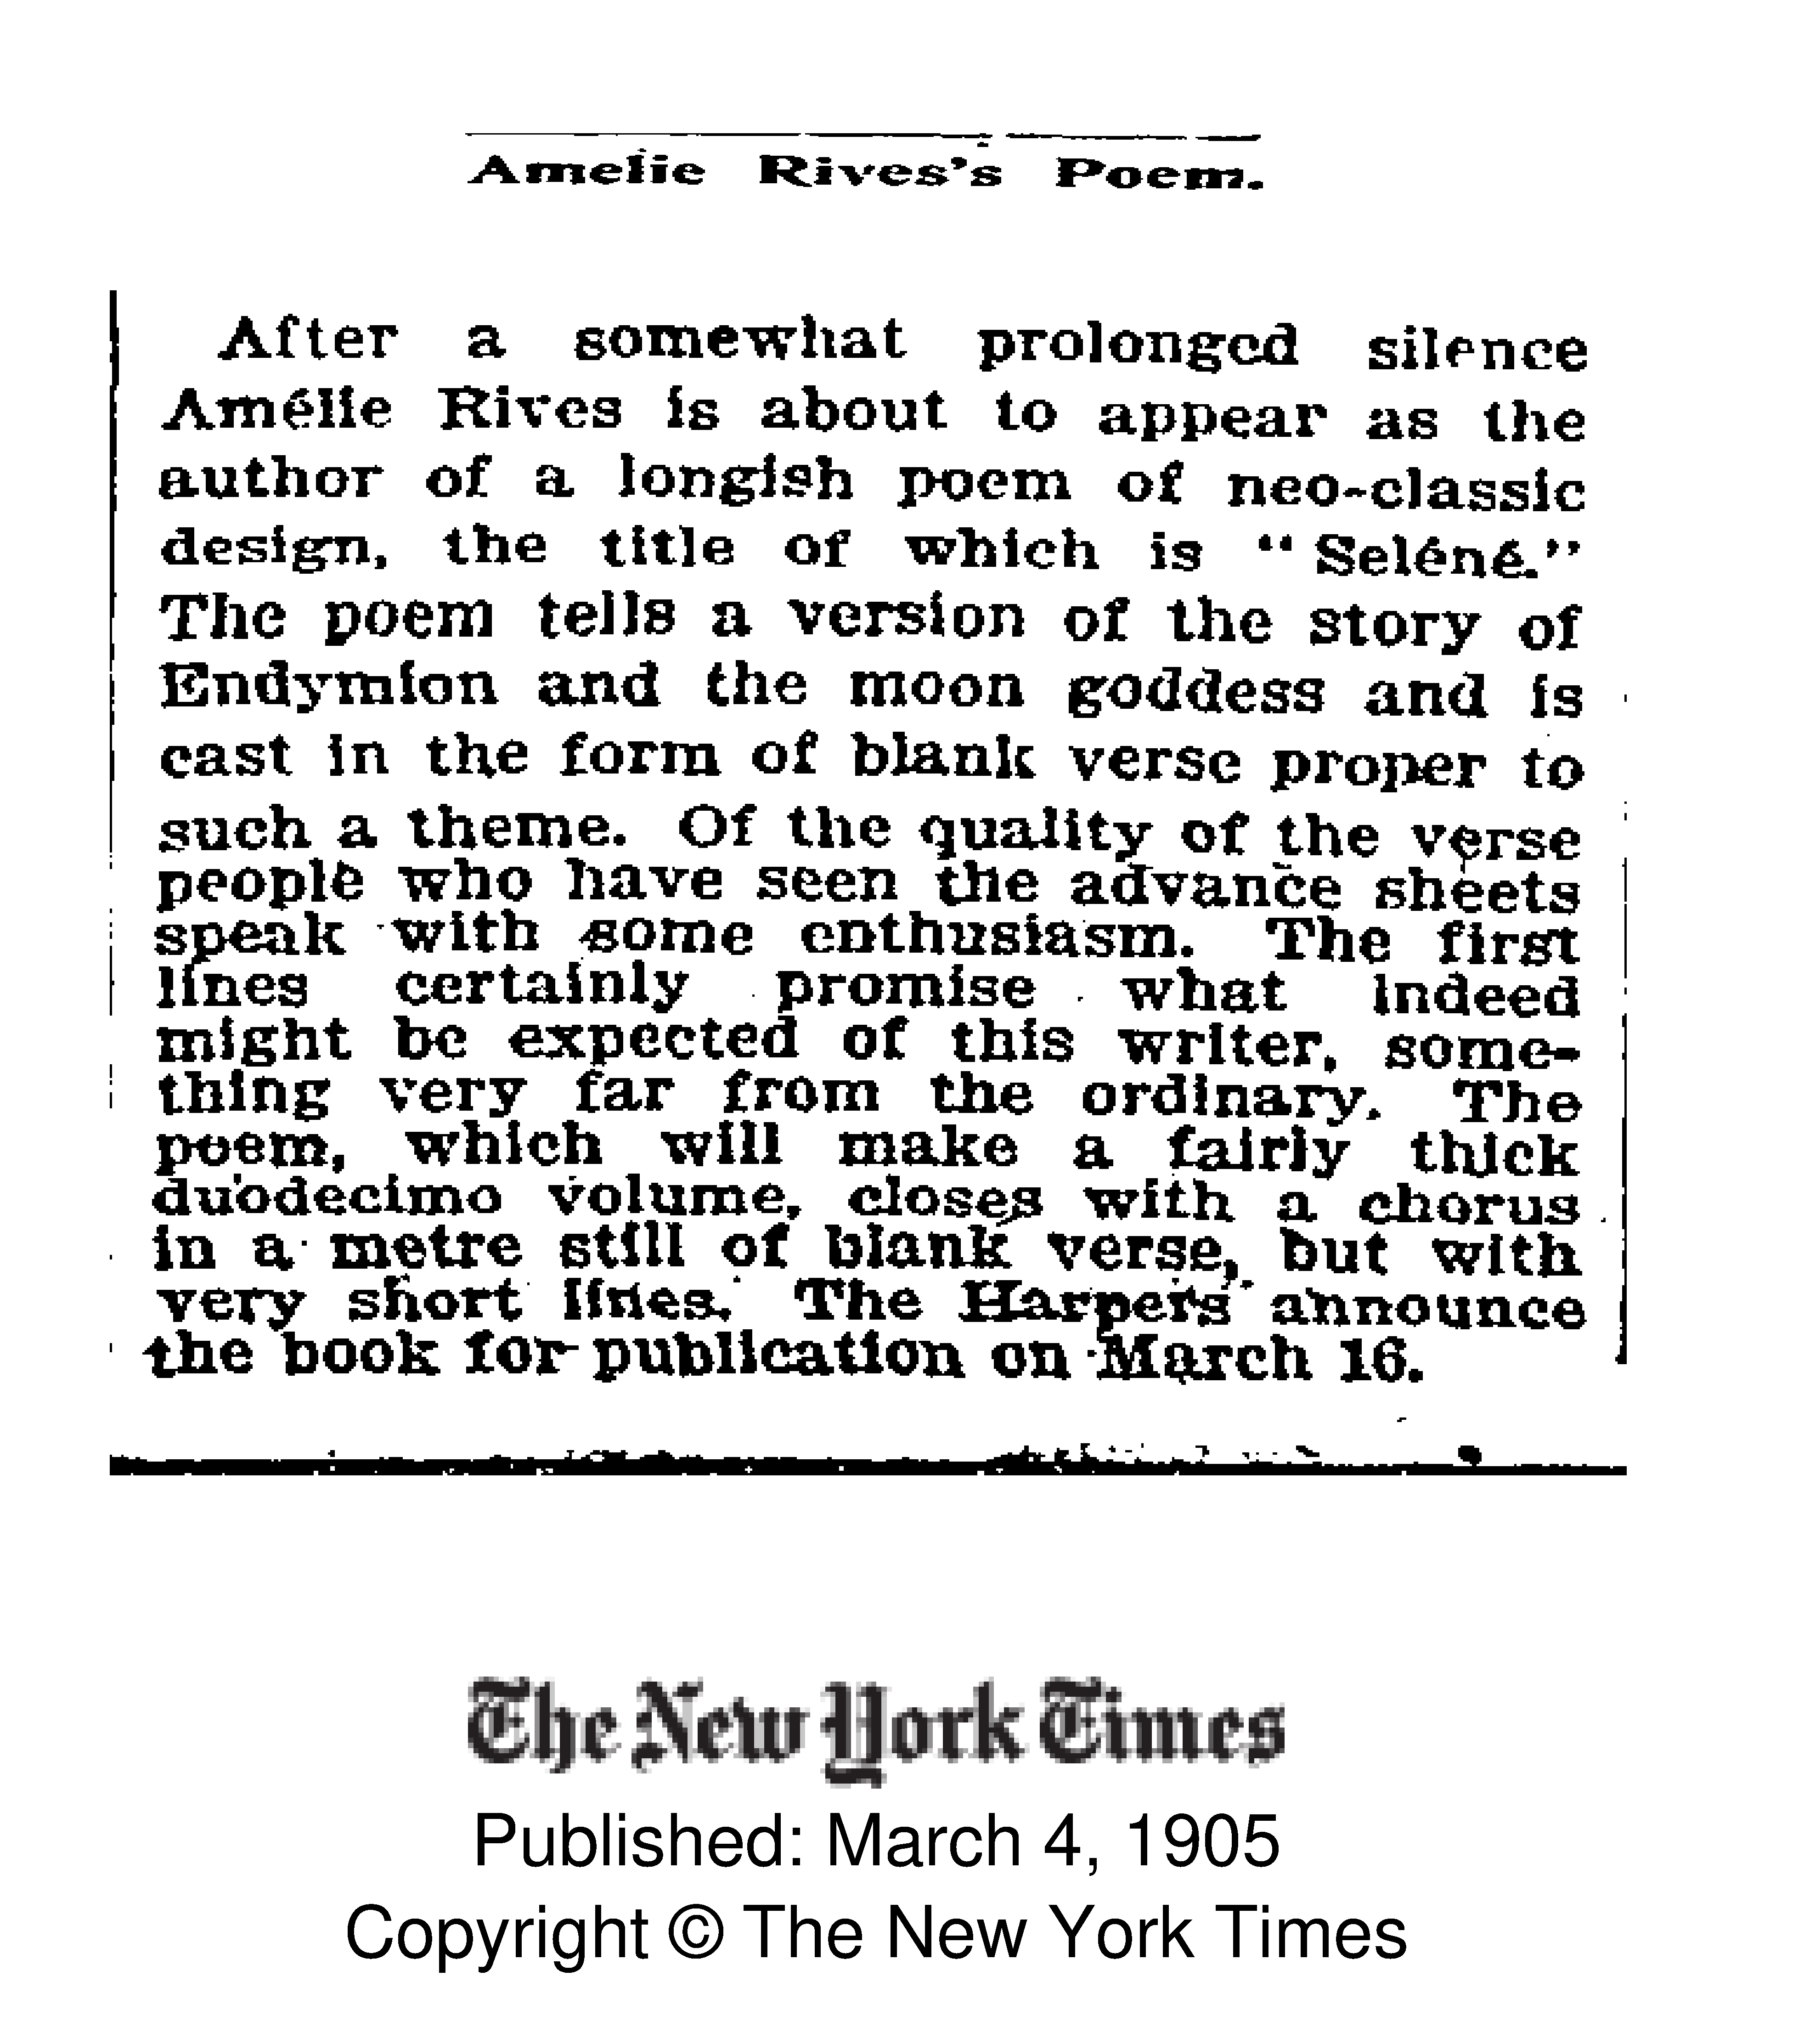 Amelie Rives's Poem.
After a somewhat prolonged silence
Amélie Rives is about to appear as the
author of a longish poem of neo-classic
design, the title of which is "Seléné."
The poem tells a version of the story of
Endymion and the moon goddess and is
cast in the form of blank verse proper to
such a theme. Of the quality of the verse
people who have seen the advance sheets
speak with some enthusiasm. The first
lines certainly promise what indeed
might be expected of this writer, some-
thing very far from the ordinary. The
poem, which will make a fairly thick
duodecimo volume, closes with a chorus
in a metre still of blank verse, but with
very short lines. The Harpers announce
the book for publication on March 16.
The New York Times
Published: March 4, 1905
Copyright © The New York Times